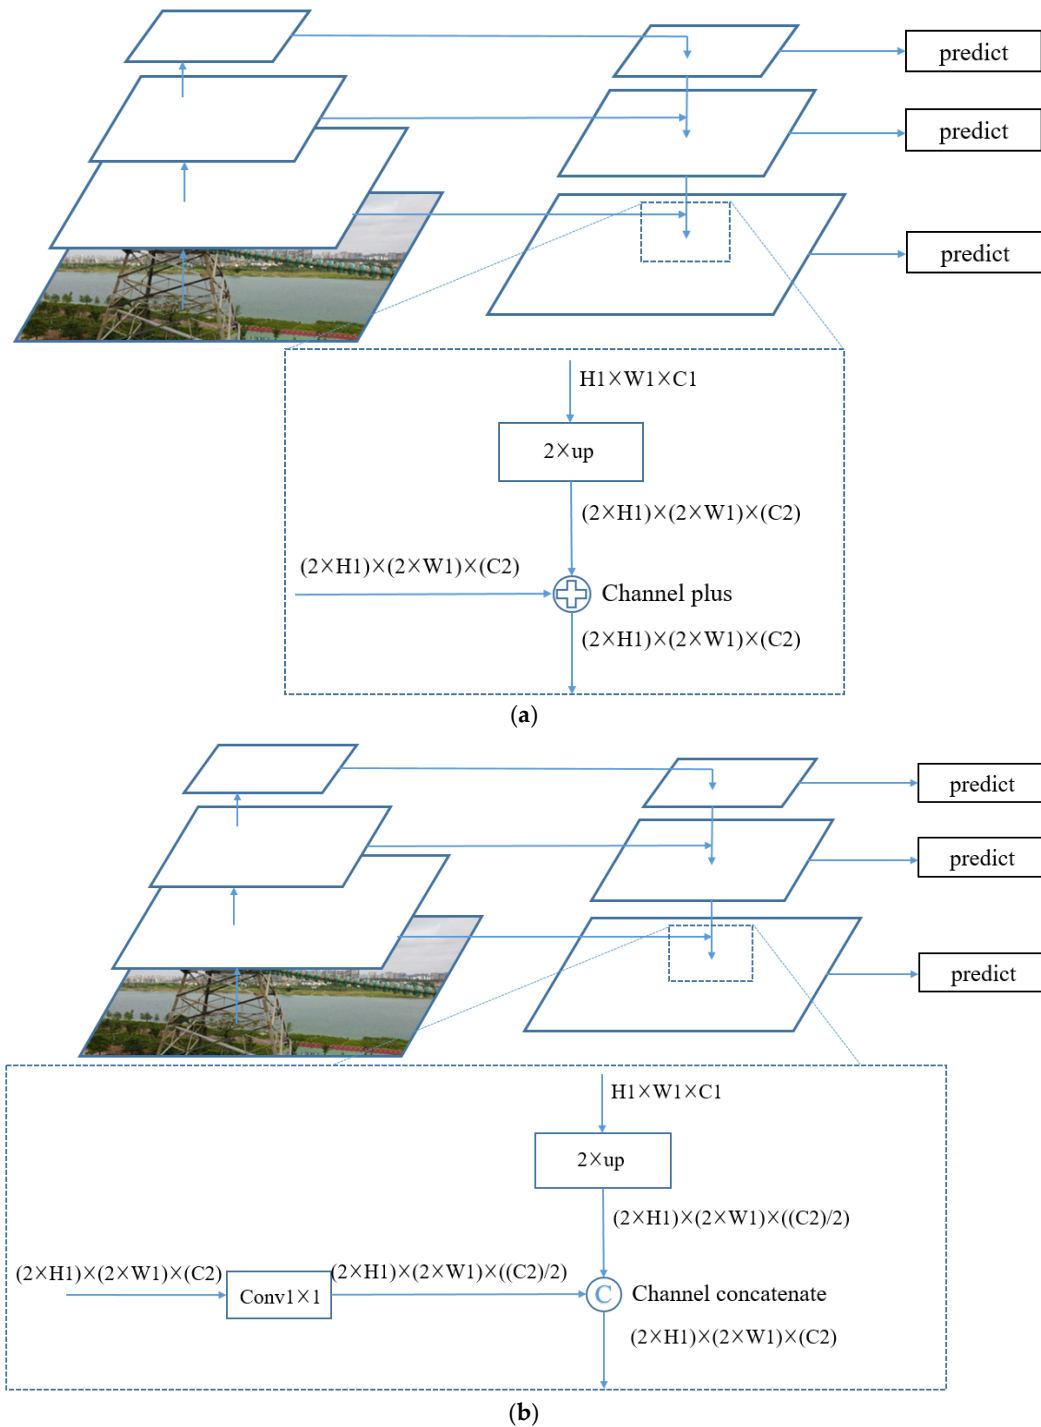 predict
predict
predict
H1×W1×C1
2×up
(2×H1)×(2×W1)×(C2)
(2×H1)×(2×W1)×(C2)
Channel plus
(2×H1)×(2×W1)×(C2)
(a)
predict
predict
predict
H1×W1×C1
2×up
(2×H1)×(2×W1)×((C2)/2)
(2×H1)×(2×W1)×(C2)
(2×H1)×(2×W1)×((C2)/2)
Conv1×1
C
Channel concatenate
(2×H1)×(2×W1)×(C2)
(b)